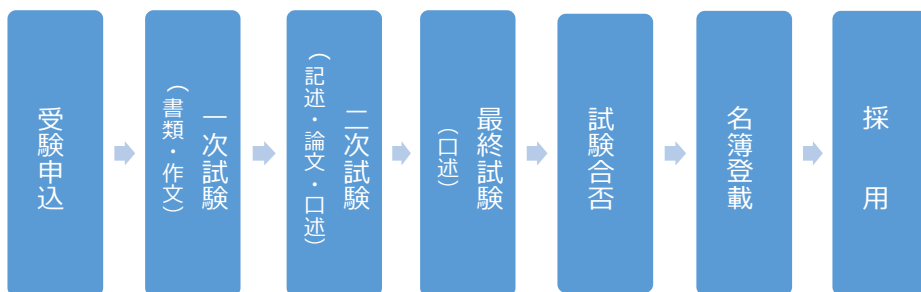 受験申込
一次試験
（書類・作文）
二次試験
（記述・論文・口述）
最終試験
（口述）
試験合否
名簿登載
採　用